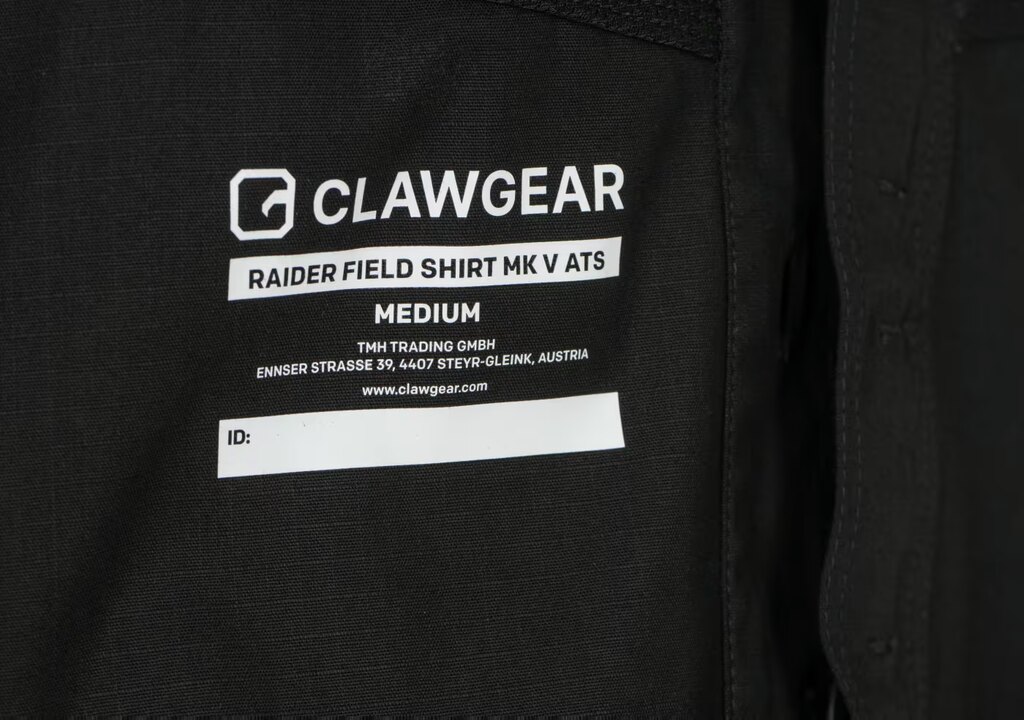 CLAWGEAR
RAIDER FIELD SHIRT MK V ATS
MEDIUM
TMH TRADING GMBH
ENNSER STRASSE 39, 4407 STEYR-GLEINK, AUSTRIA
www.clawgear.com
ID: